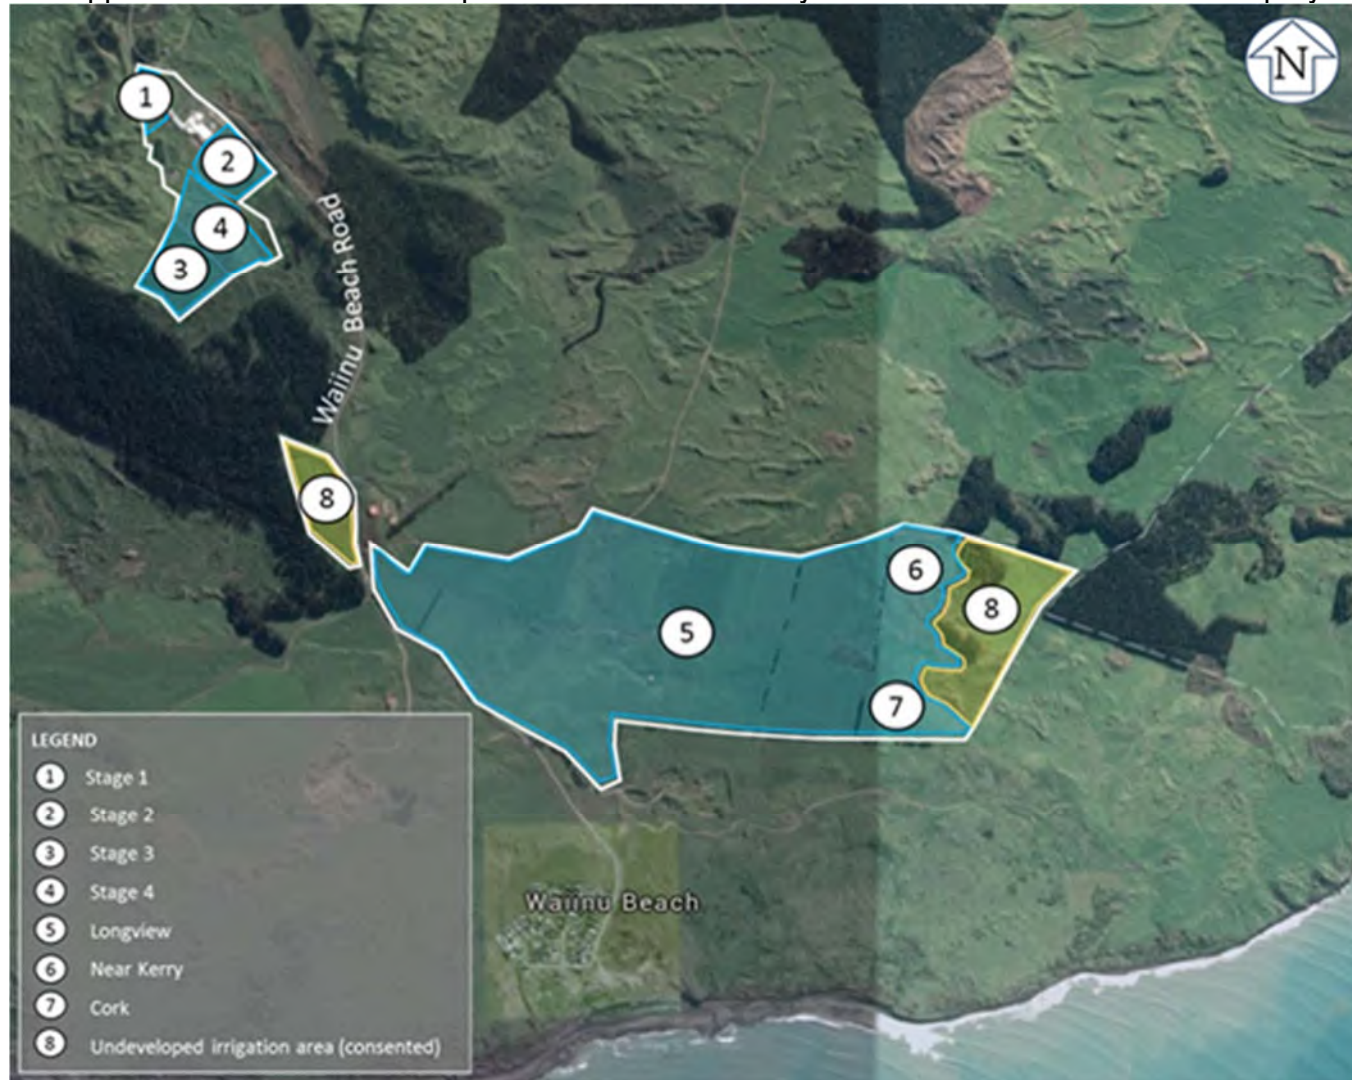 N
1
2
4
3
Waiinu Beach Road
8
6
8
5
7
LEGEND
1 Stage 1
2 Stage 2
3 Stage 3
4 Stage 4
5 Longview
6 Near Kerry
7 Cork
8 Undeveloped irrigation area (consented)
Waiinu Beach